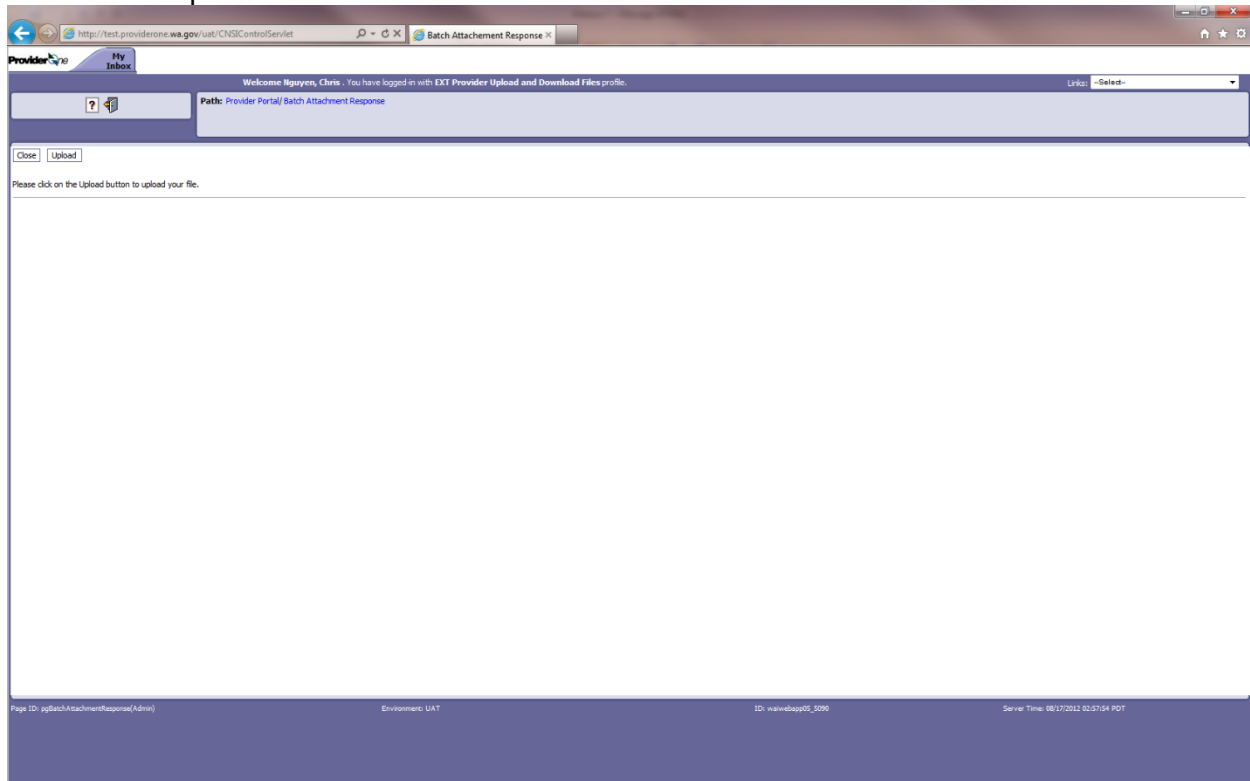 http://test.providerone.wa.gov/uat/CNSIControlServlet
Batch Attachement Response
ProviderOne
My
Inbox
Welcome Nguyen, Chris . You have logged-in with EXT Provider Upload and Download Files profile.
Links: --Select--
Path: Provider Portal/ Batch Attachment Response
Close Upload
Please click on the Upload button to upload your file.
Page ID: pgBatchAttachmentResponse(Admin) Environment: UAT ID: waiwebapp05_5090 Server Time: 08/17/2012 02:57:54 PDT